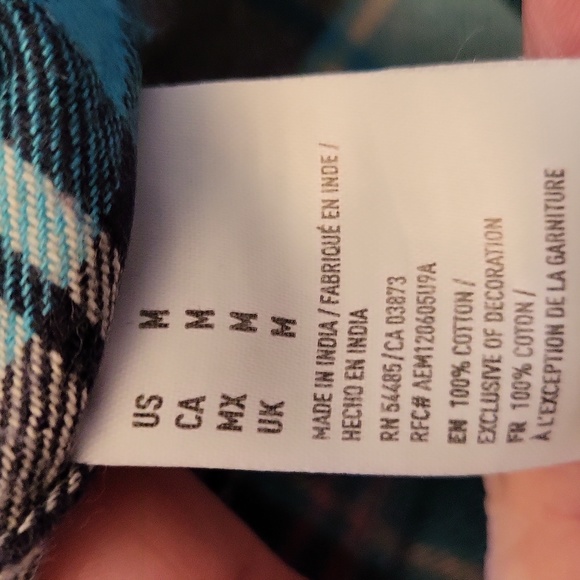 US M
CA M
MX M
UK M
MADE IN INDIA / FABRIQUÉ EN INDE /
HECHO EN INDIA
RN 54485/CA 03873
RFC# AEM120605U9A
EN 100% COTTON /
EXCLUSIVE OF DECORATION
FR 100% COTON /
À L'EXCEPTION DE LA GARNITURE